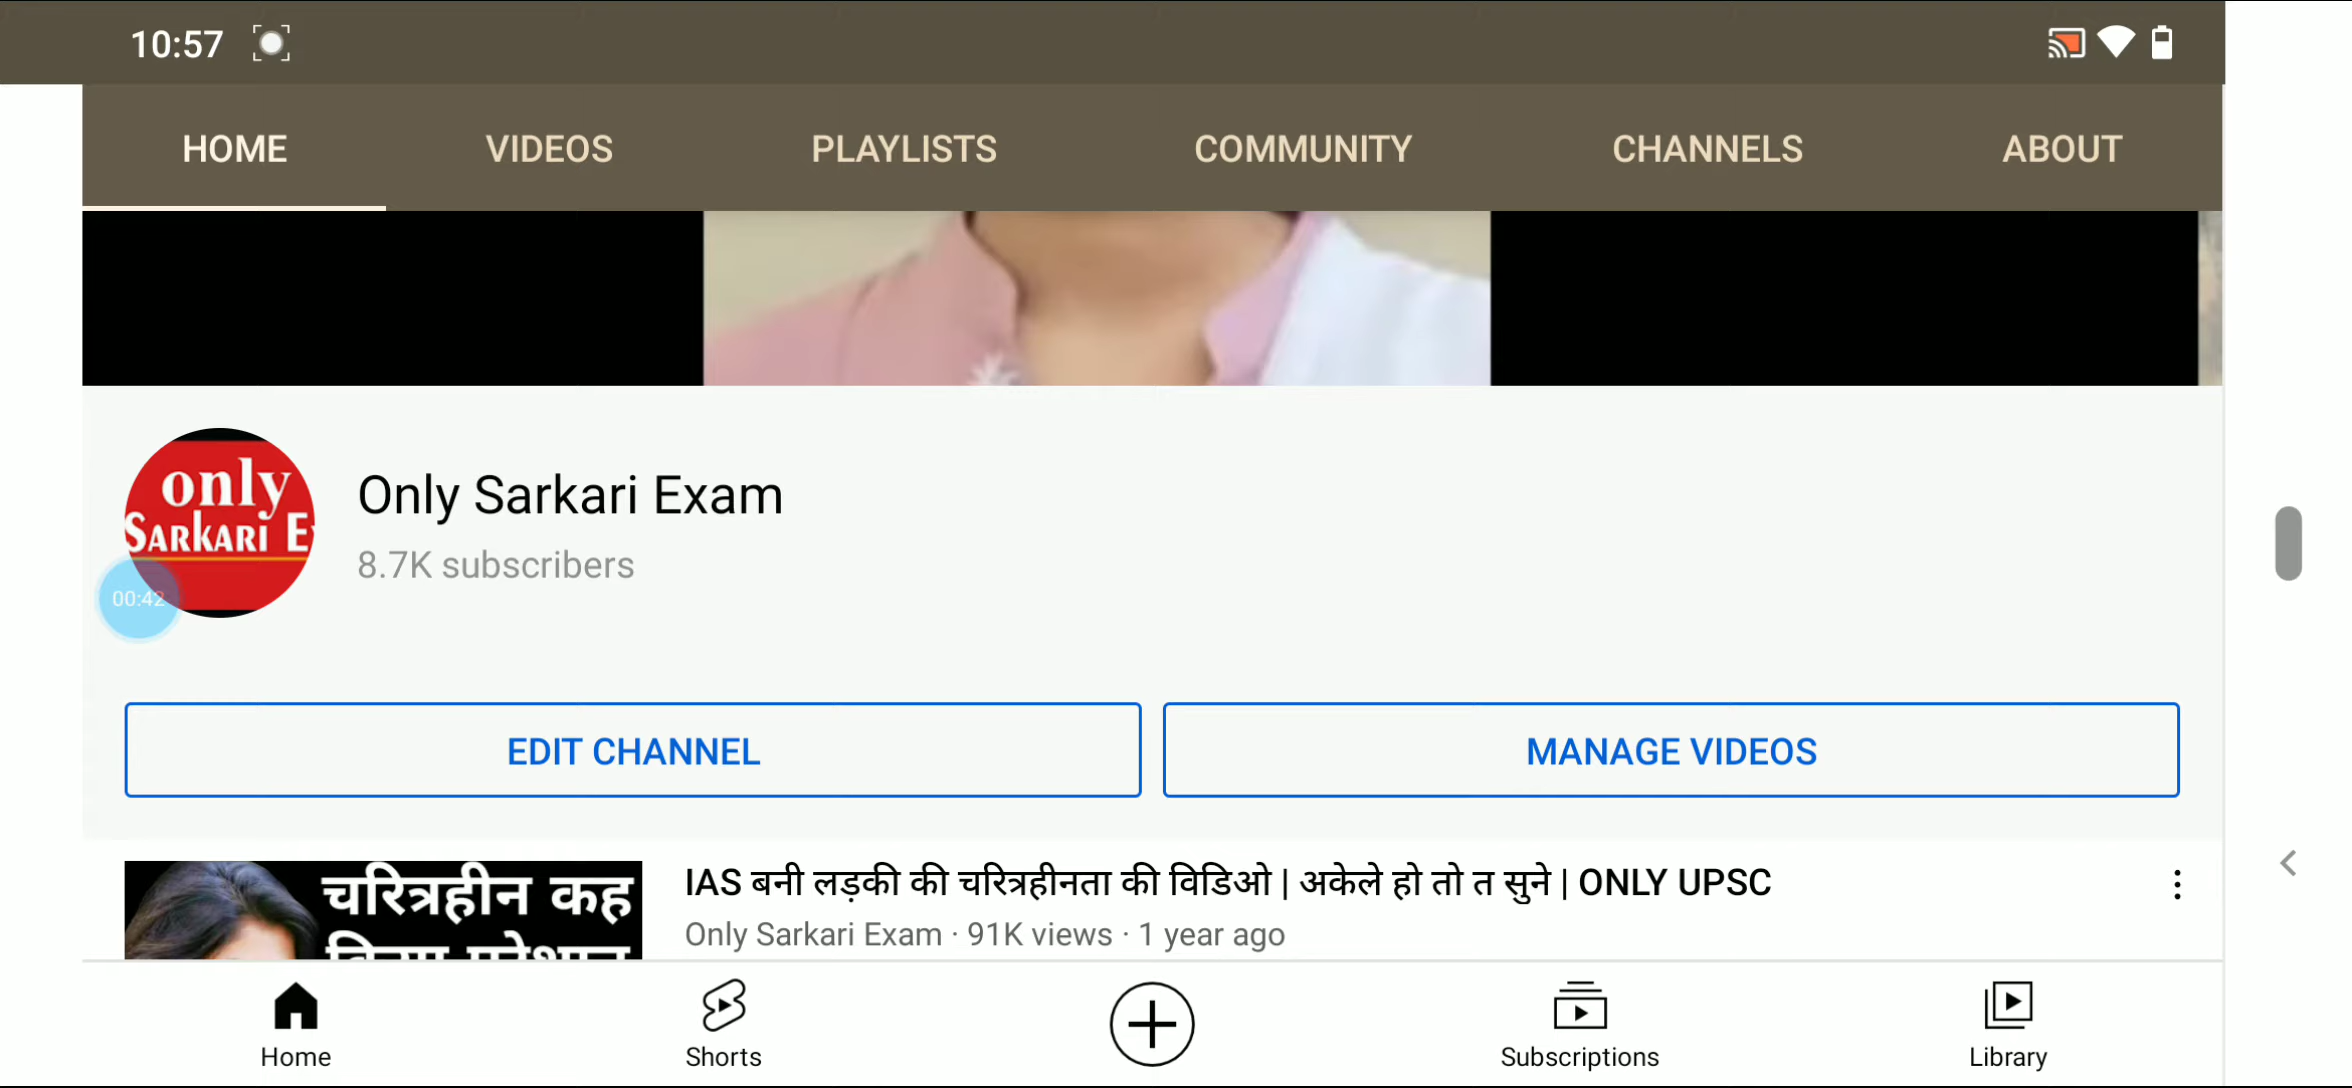 10:57
HOME VIDEOS PLAYLISTS COMMUNITY CHANNELS ABOUT
only
SARKARI E
Only Sarkari Exam
8.7K subscribers
00:42
EDIT CHANNEL MANAGE VIDEOS
चरित्रहीन कह
IAS बनी लड़की की चरित्रहीनता की विडिओ | अकेले हो तो त सुने | ONLY UPSC
Only Sarkari Exam · 91K views · 1 year ago
Home Shorts Subscriptions Library